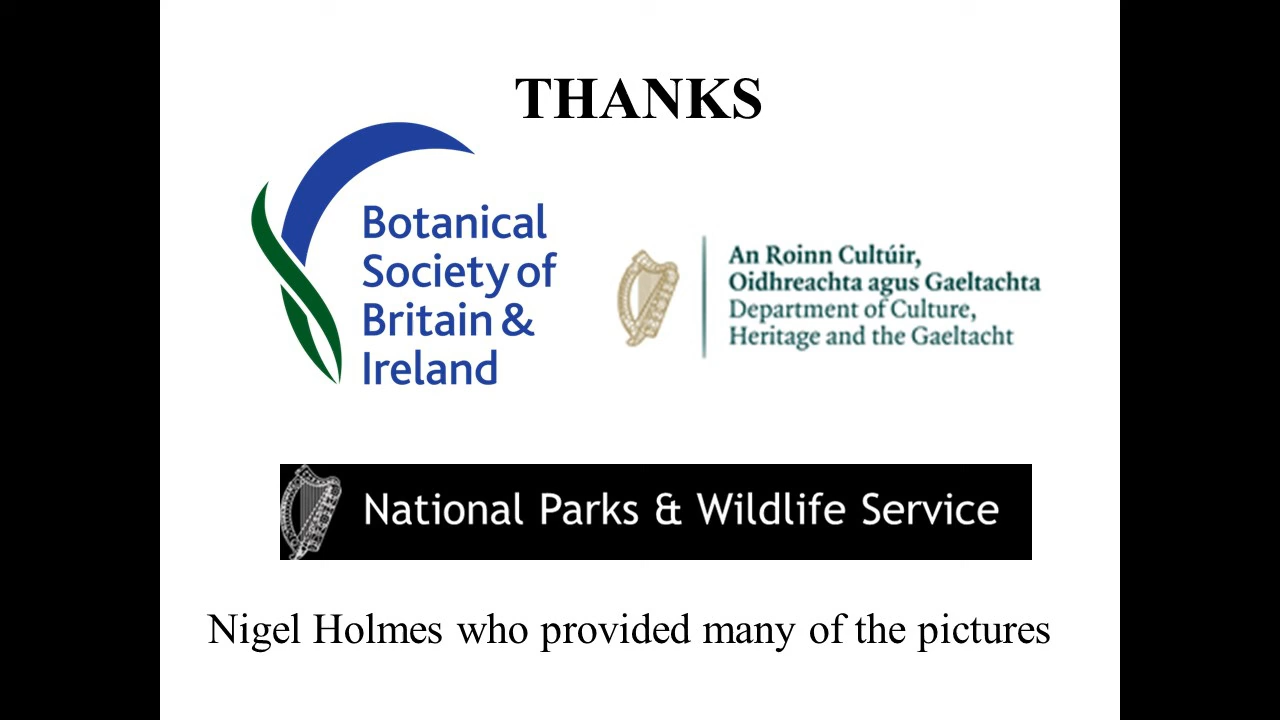 THANKS
Botanical
Society of
Britain &
Ireland
An Roinn Cultúir,
Oidhreachta agus Gaeltachta
Department of Culture,
Heritage and the Gaeltacht
National Parks & Wildlife Service
Nigel Holmes who provided many of the pictures